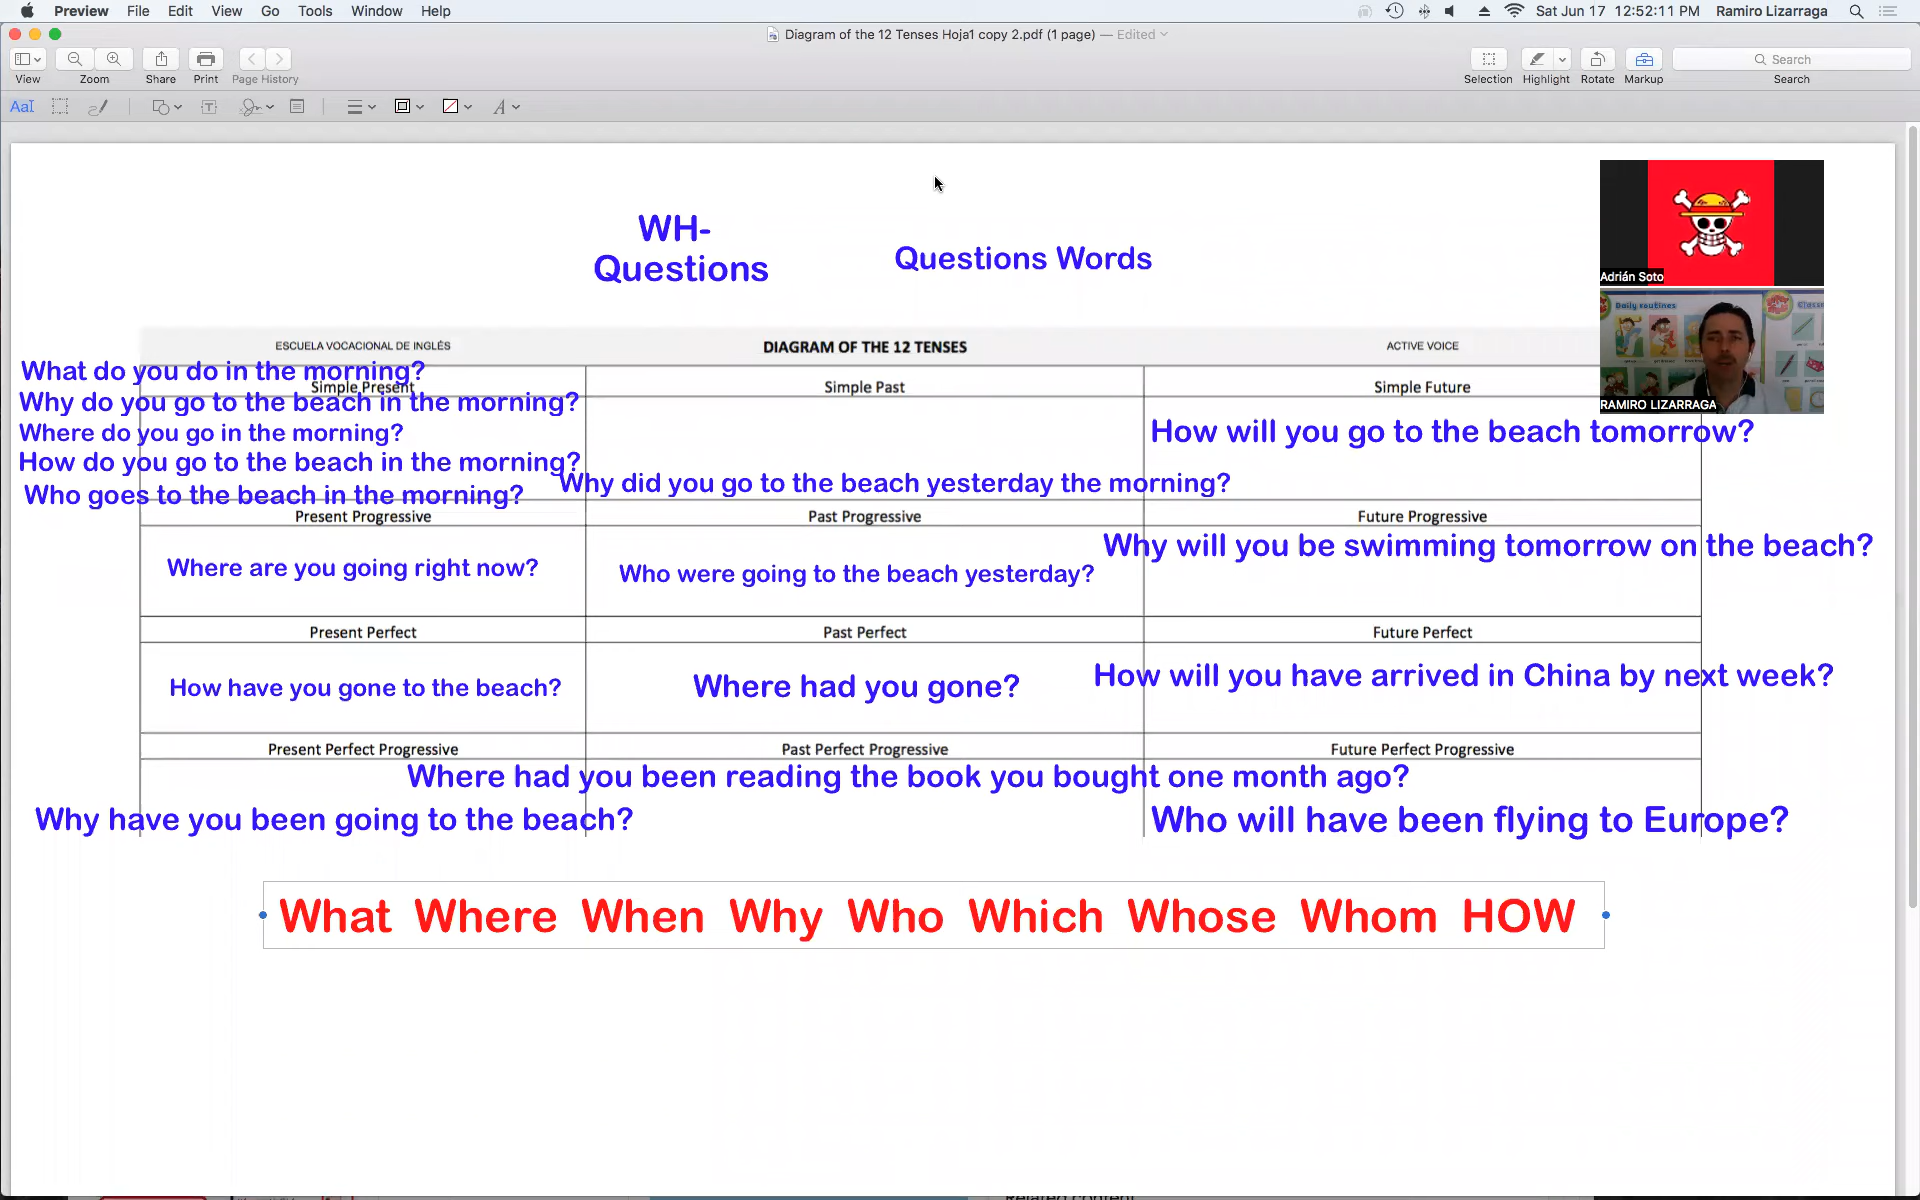 Preview File Edit View Go Tools Window Help Sat Jun 17 12:52:11 PM Ramiro Lizarraga
Diagram of the 12 Tenses Hoja1 copy 2.pdf (1 page) — Edited
View Zoom Share Print Page History Selection Highlight Rotate Markup Search
Search
AaI T A
WH-
Questions
Questions Words
Adrián Soto
Daily routines
RAMIRO LIZARRAGA
ESCUELA VOCACIONAL DE INGLÉS DIAGRAM OF THE 12 TENSES ACTIVE VOICE
Simple Present Simple Past Simple Future
What do you do in the morning?
Why do you go to the beach in the morning?
Where do you go in the morning?
How do you go to the beach in the morning?
Who goes to the beach in the morning?
Why did you go to the beach yesterday the morning?
How will you go to the beach tomorrow?
Present Progressive Past Progressive Future Progressive
Where are you going right now?
Who were going to the beach yesterday?
Why will you be swimming tomorrow on the beach?
Present Perfect Past Perfect Future Perfect
How have you gone to the beach?
Where had you gone?
How will you have arrived in China by next week?
Present Perfect Progressive Past Perfect Progressive Future Perfect Progressive
Where had you been reading the book you bought one month ago?
Why have you been going to the beach?
Who will have been flying to Europe?
What Where When Why Who Which Whose Whom HOW